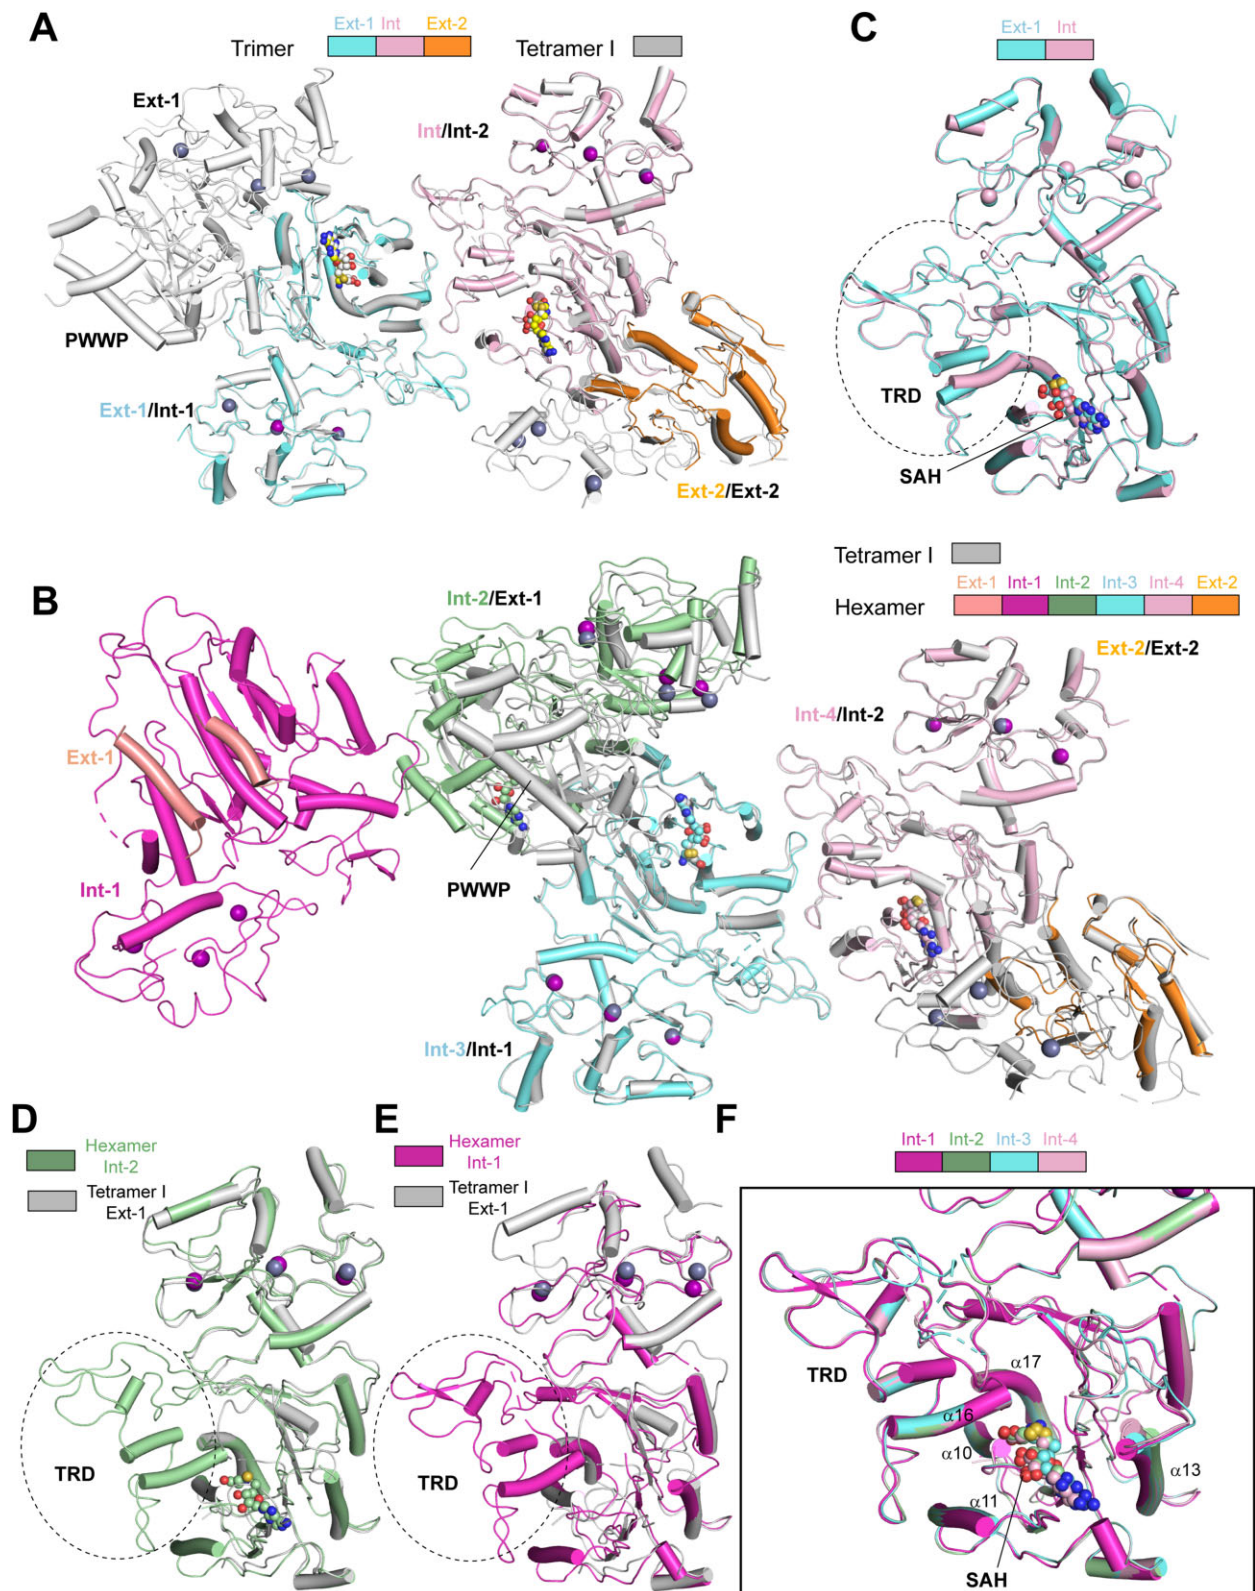 A
Trimer
Ext-1 Int Ext-2
Tetramer I
Ext-1
Int/Int-2
PWWP
Ext-1/Int-1
Ext-2/Ext-2
C
Ext-1 Int
TRD
SAH
B
Tetramer I
Hexamer
Ext-1 Int-1 Int-2 Int-3 Int-4 Ext-2
Int-2/Ext-1
Ext-2/Ext-2
Int-4/Int-2
Ext-1
PWWP
Int-1
Int-3/Int-1
D
Hexamer
Int-2
Tetramer I
Ext-1
TRD
E
Hexamer
Int-1
Tetramer I
Ext-1
TRD
F
Int-1 Int-2 Int-3 Int-4
TRD
α17
α16
α10
α13
α11
SAH